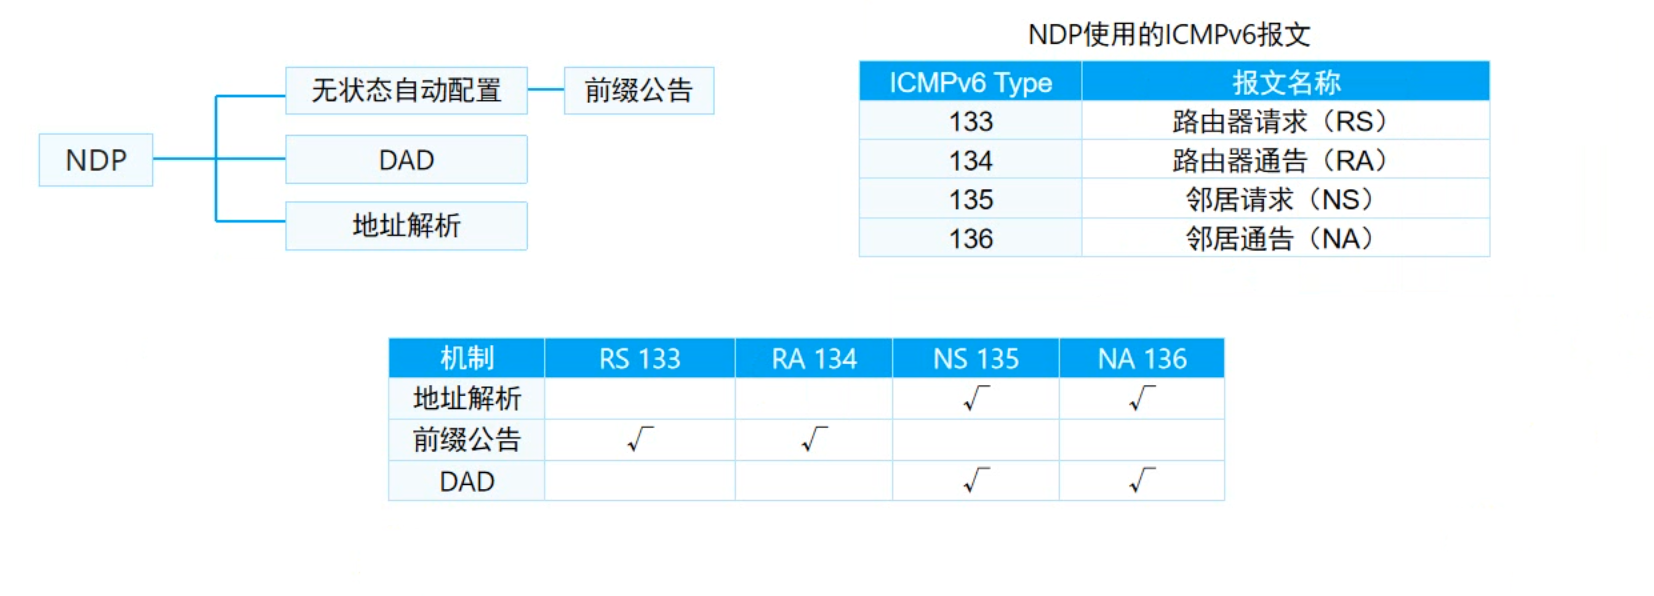 NDP
无状态自动配置
前缀公告
DAD
地址解析
NDP使用的ICMPv6报文
ICMPv6 Type 报文名称
133 路由器请求（RS）
134 路由器通告（RA）
135 邻居请求（NS）
136 邻居通告（NA）
机制 RS 133 RA 134 NS 135 NA 136
地址解析 √ √
前缀公告 √ √
DAD √ √